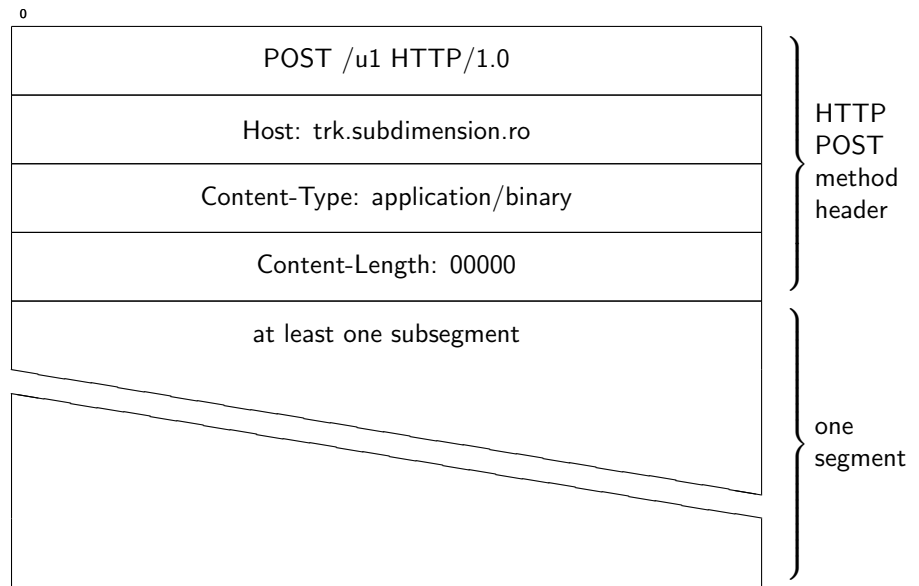 0
POST /u1 HTTP/1.0
Host: trk.subdimension.ro
Content-Type: application/binary
Content-Length: 00000
HTTP
POST
method
header
at least one subsegment
one
segment